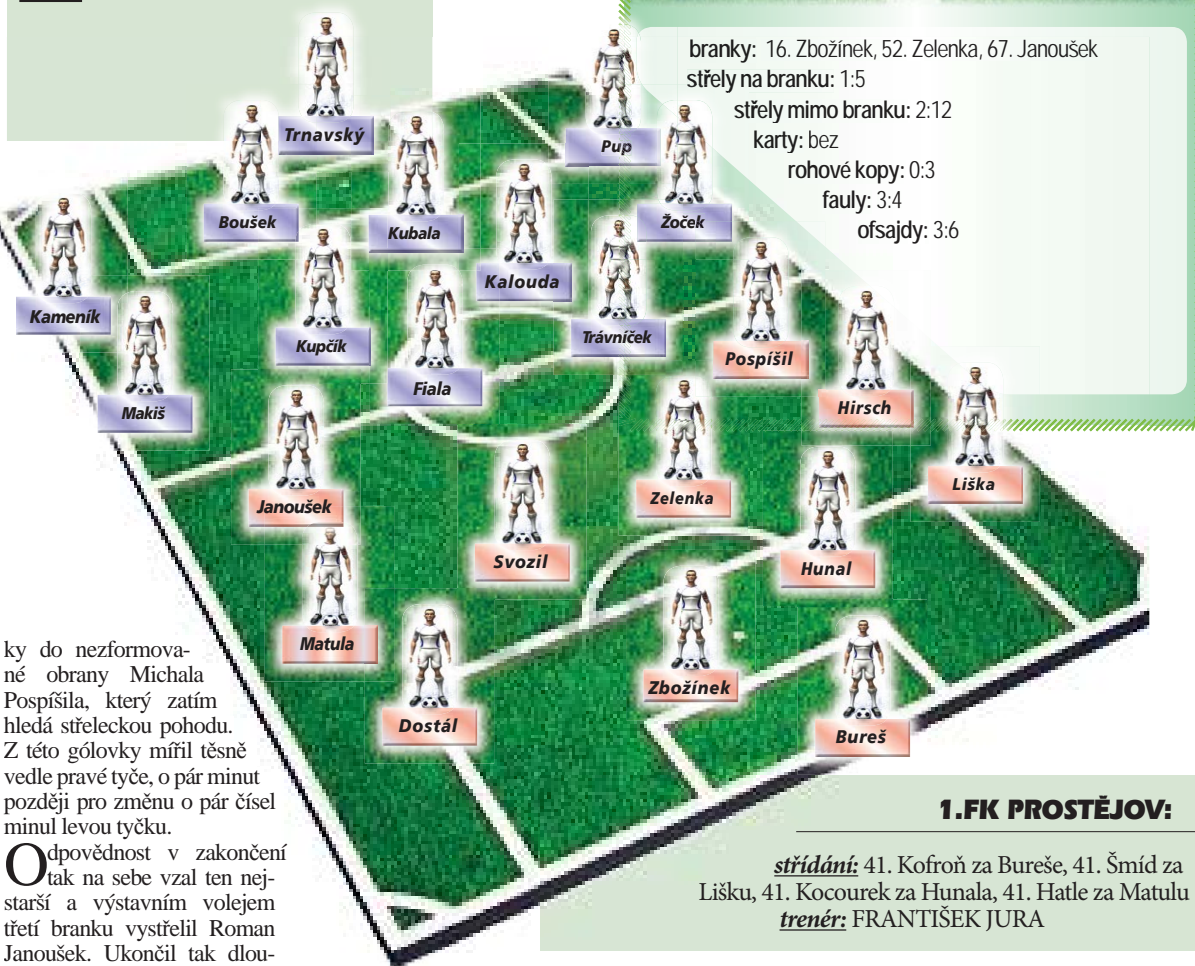 branky: 16. Zbožínek, 52. Zelenka, 67. Janoušek
střely na branku: 1:5
střely mimo branku: 2:12
karty: bez
rohové kopy: 0:3
fauly: 3:4
ofsajdy: 3:6
Trnavský
Pup
Boušek
Kubala
Žoček
Kalouda
Kameník
Kupčík
Trávníček
Pospíšil
Makiš
Fiala
Hirsch
Janoušek
Zelenka
Liška
Svozil
Hunal
Matula
Zbožínek
Dostál
Bureš
ky do nezformova-
né obrany Michala
Pospíšila, který zatím
hledá střeleckou pohodu.
Z této gólovky mířil těsně
vedle pravé tyče, o pár minut
později pro změnu o pár čísel
minul levou tyčku.
Odpovědnost v zakončení
tak na sebe vzal ten nej-
starší a výstavním volejem
třetí branku vystřelil Roman
Janoušek. Ukončil tak dlou-
1.FK PROSTĚJOV:
střídání: 41. Kofroň za Bureše, 41. Šmíd za
Lišku, 41. Kocourek za Hunala, 41. Hatle za Matulu
trenér: FRANTIŠEK JURA